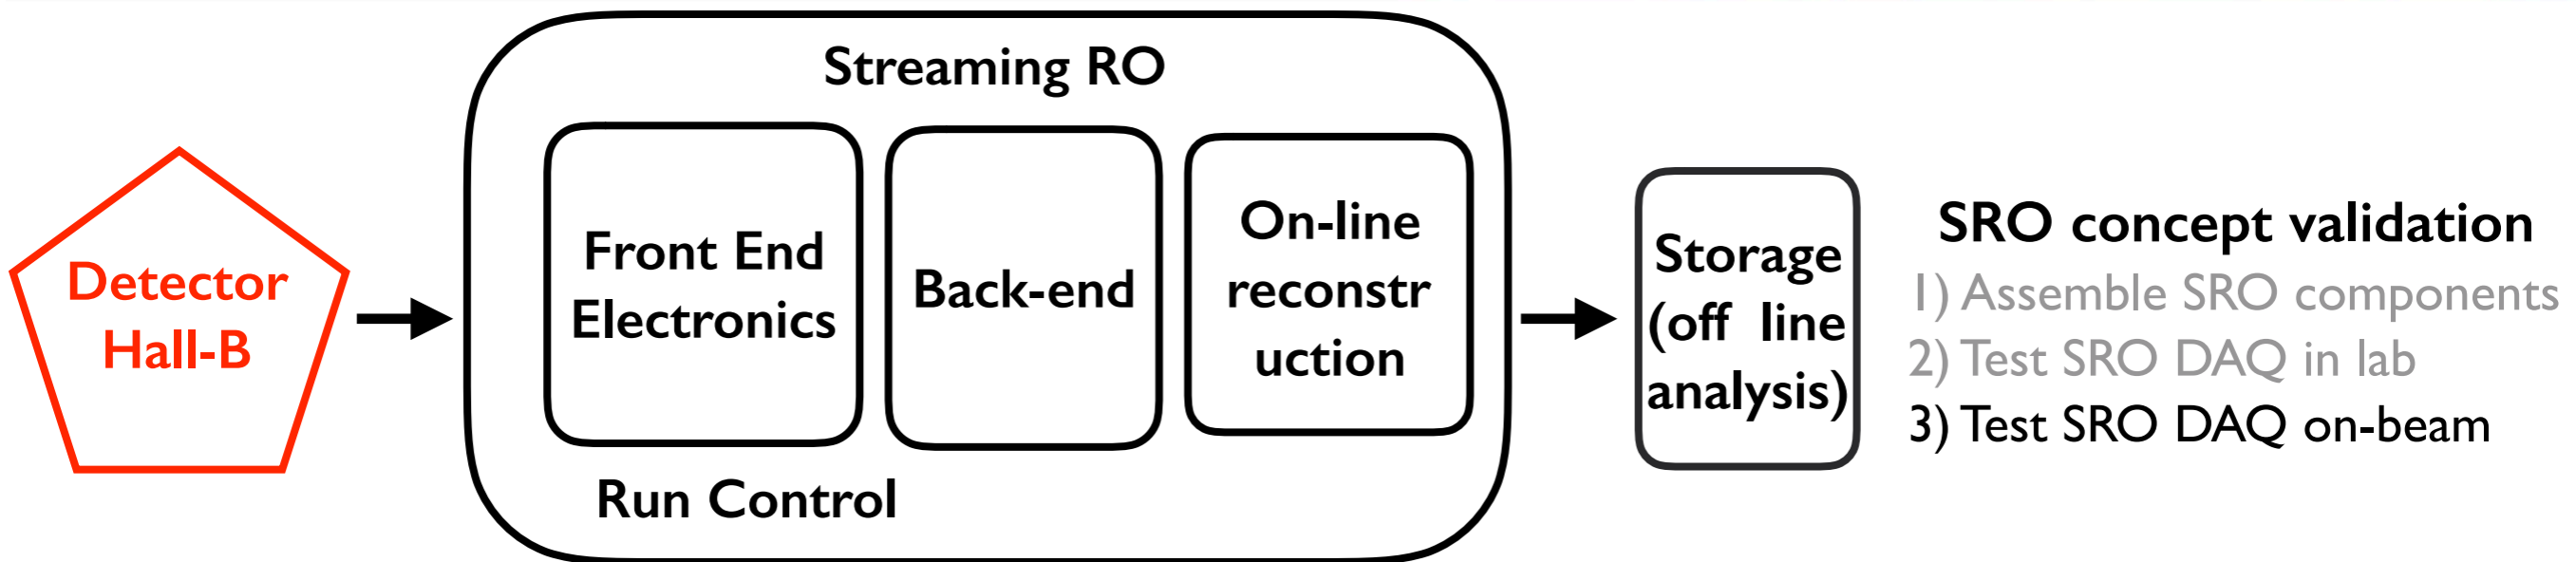 Streaming RO
Detector
Hall-B
Front End
Electronics
Back-end
On-line
reconstr
uction
Run Control
Storage
(off line
analysis)
SRO concept validation
1) Assemble SRO components
2) Test SRO DAQ in lab
3) Test SRO DAQ on-beam